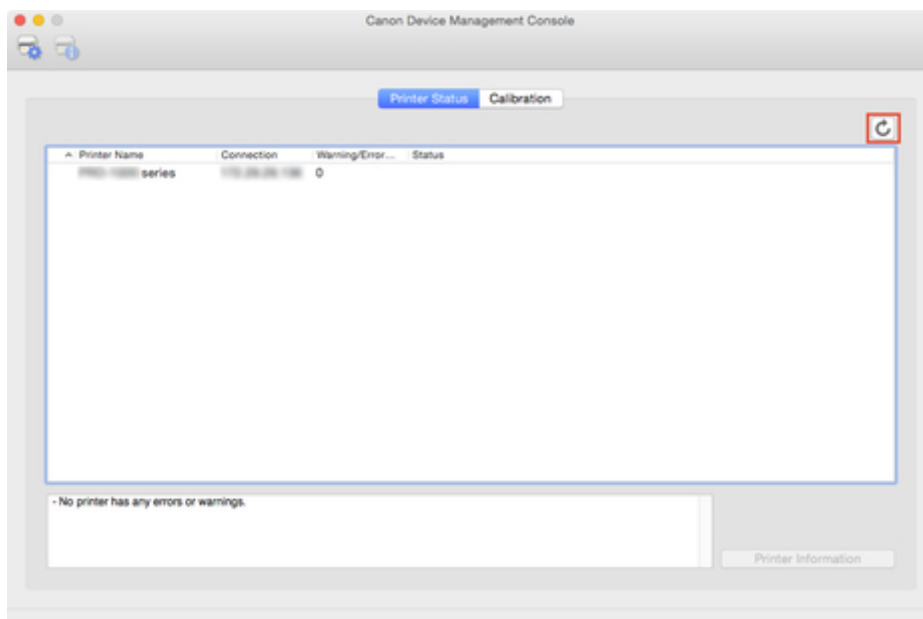 Canon Device Management Console
Printer Status Calibration
Printer Name Connection Warning/Error... Status
series 0
- No printer has any errors or warnings.
Printer Information